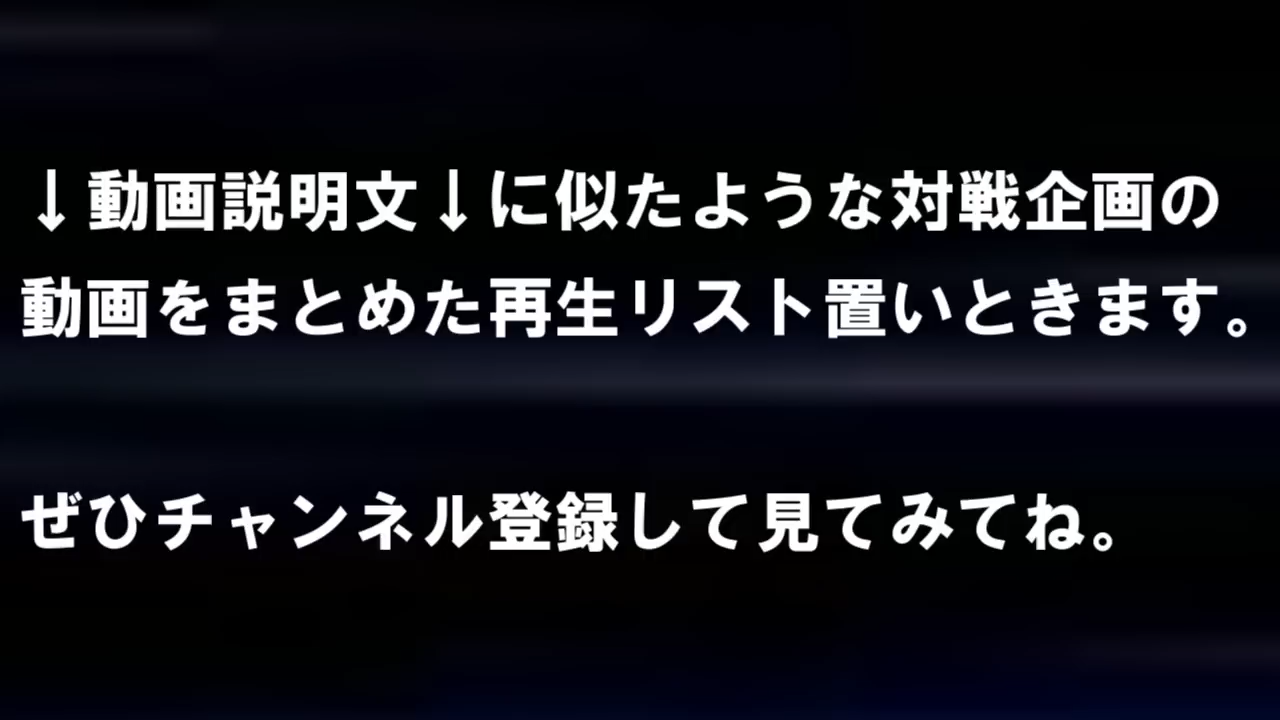 ↓動画説明文↓に似たような対戦企画の
動画をまとめた再生リスト置いときます。
ぜひチャンネル登録して見てみてね。